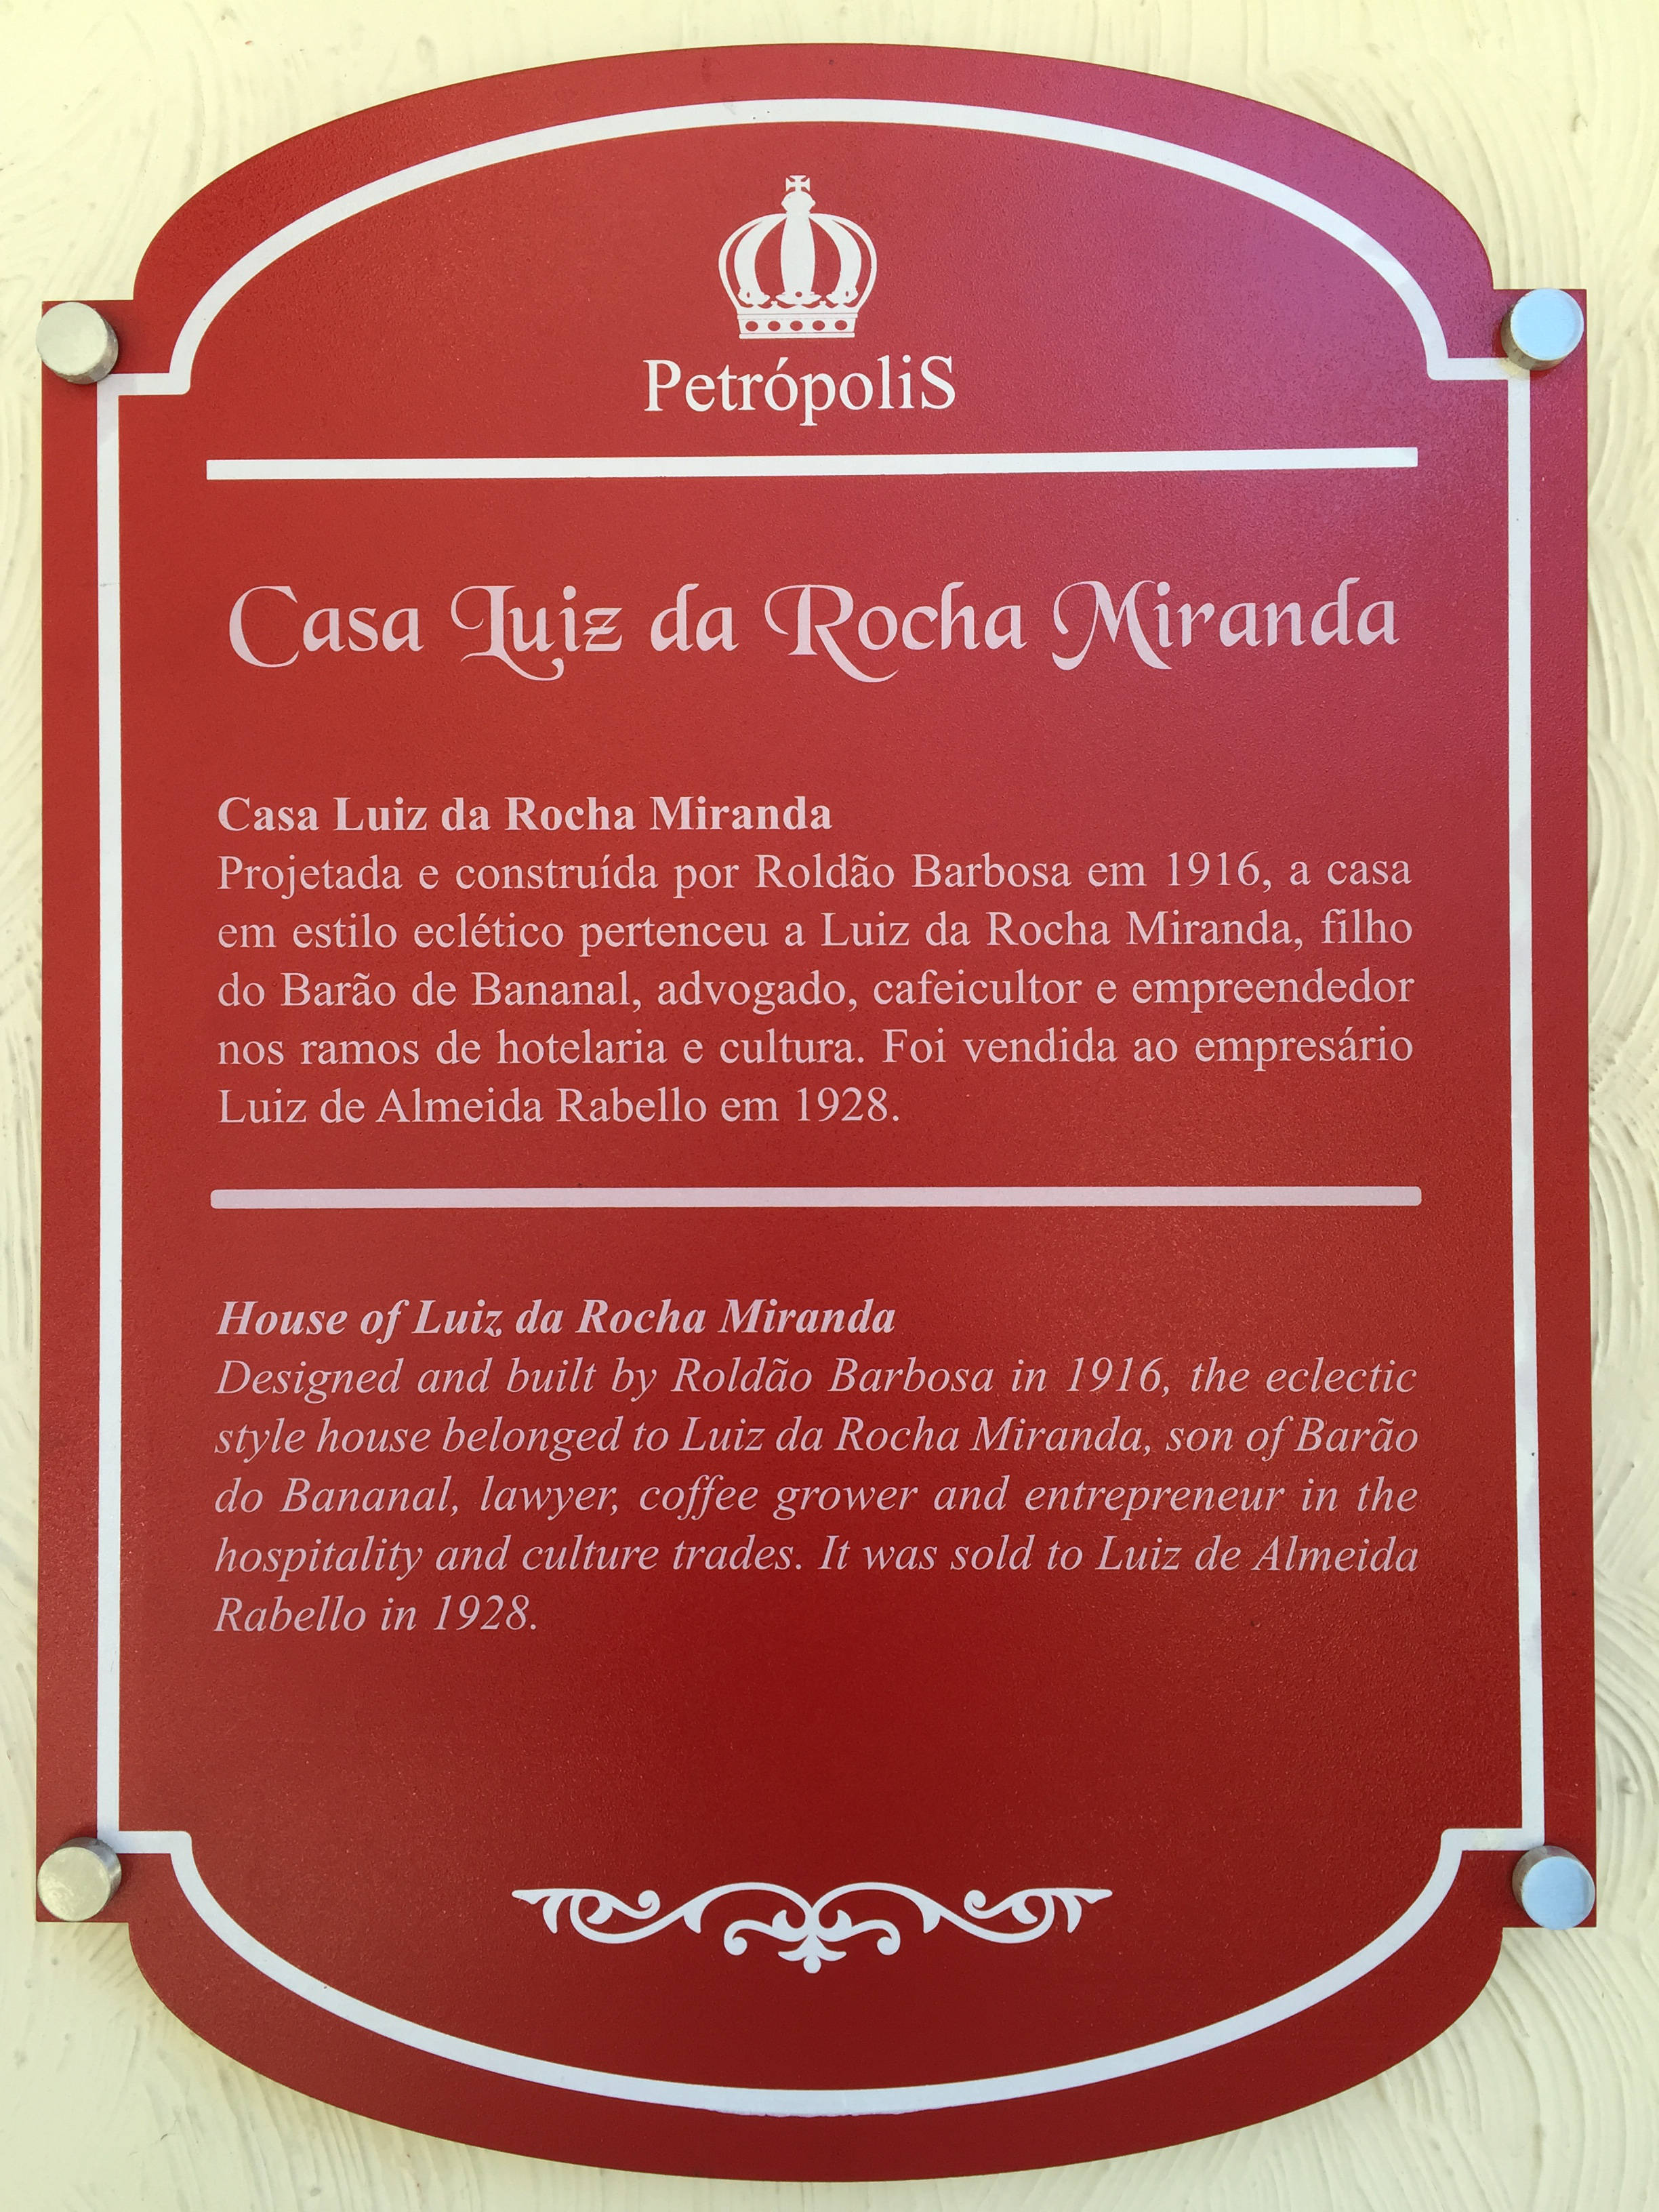 PetrópoliS
Casa Luiz da Rocha Miranda
Casa Luiz da Rocha Miranda
Projetada e construída por Roldão Barbosa em 1916, a casa
em estilo eclético pertenceu a Luiz da Rocha Miranda, filho
do Barão de Bananal, advogado, cafeicultor e empreendedor
nos ramos de hotelaria e cultura. Foi vendida ao empresário
Luiz de Almeida Rabello em 1928.
House of Luiz da Rocha Miranda
Designed and built by Roldão Barbosa in 1916, the eclectic
style house belonged to Luiz da Rocha Miranda, son of Barão
do Bananal, lawyer, coffee grower and entrepreneur in the
hospitality and culture trades. It was sold to Luiz de Almeida
Rabello in 1928.